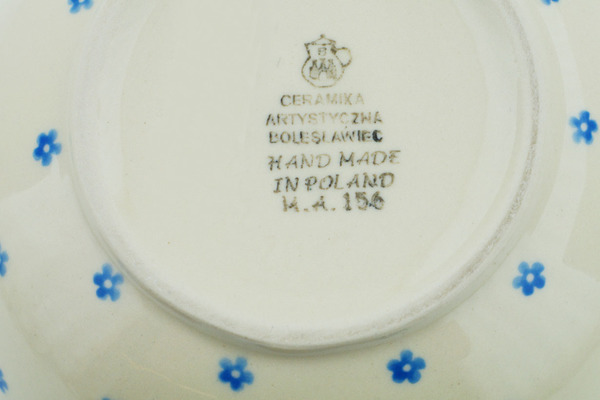 CERAMIKA
ARTYSTYCZNA
BOLESŁAWIEC
HAND MADE
IN POLAND
W.A. 156